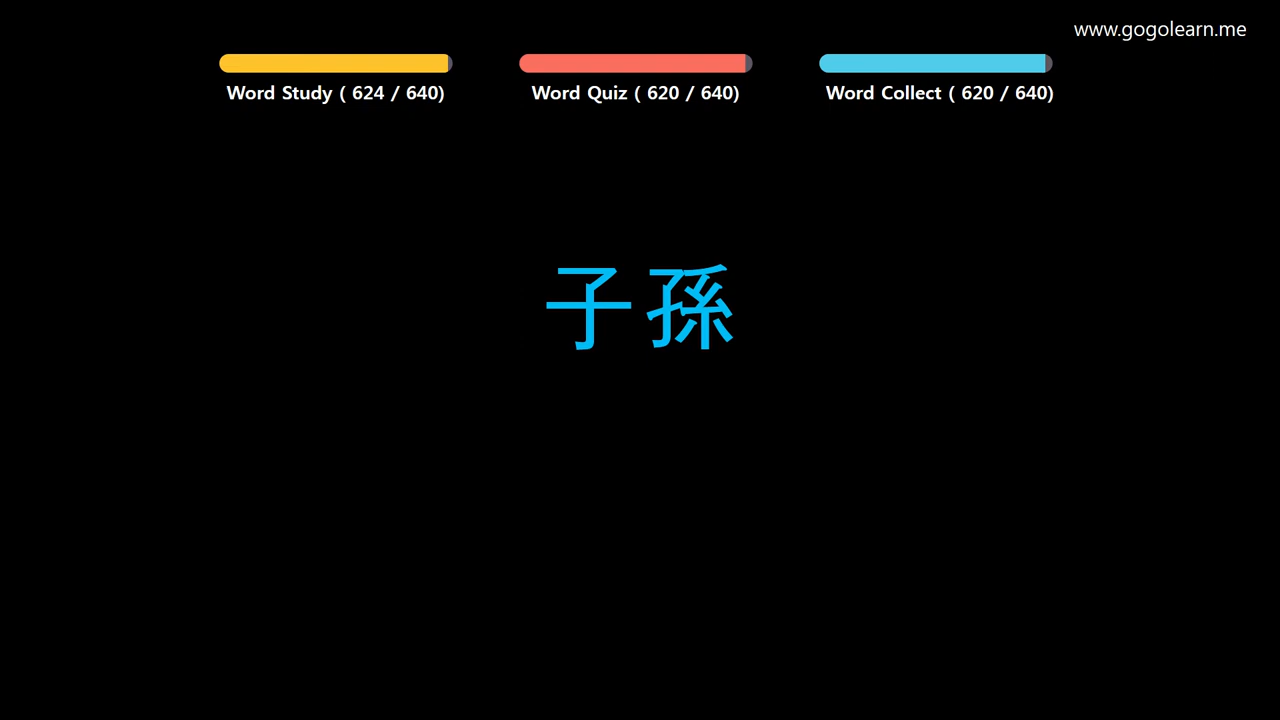 www.gogolearn.me
Word Study ( 624 / 640)
Word Quiz ( 620 / 640)
Word Collect ( 620 / 640)
子孫